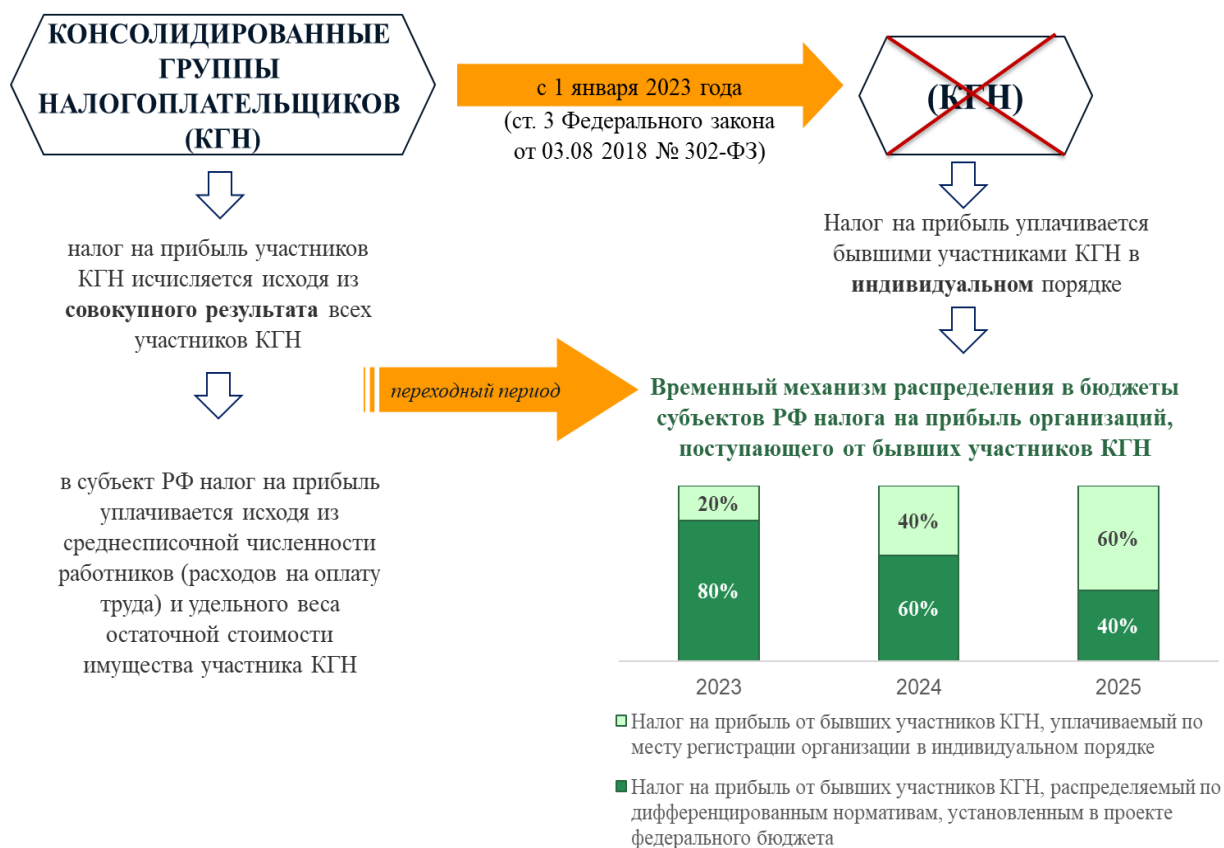 КОНСОЛИДИРОВАННЫЕ
ГРУППЫ
НАЛОГОПЛАТЕЛЬЩИКОВ
(КГН)
с 1 января 2023 года
(ст. 3 Федерального закона
от 03.08 2018 № 302-ФЗ)
(КГН)
налог на прибыль участников
КГН исчисляется исходя из
совокупного результата всех
участников КГН
Налог на прибыль уплачивается
бывшими участниками КГН в
индивидуальном порядке
переходный период
в субъект РФ налог на прибыль
уплачивается исходя из
среднесписочной численности
работников (расходов на оплату
труда) и удельного веса
остаточной стоимости
имущества участника КГН
Временный механизм распределения в бюджеты
субъектов РФ налога на прибыль организаций,
поступающего от бывших участников КГН
20%
40%
60%
80%
60%
40%
2023
2024
2025
Налог на прибыль от бывших участников КГН, уплачиваемый по
месту регистрации организации в индивидуальном порядке
Налог на прибыль от бывших участников КГН, распределяемый по
дифференцированным нормативам, установленным в проекте
федерального бюджета